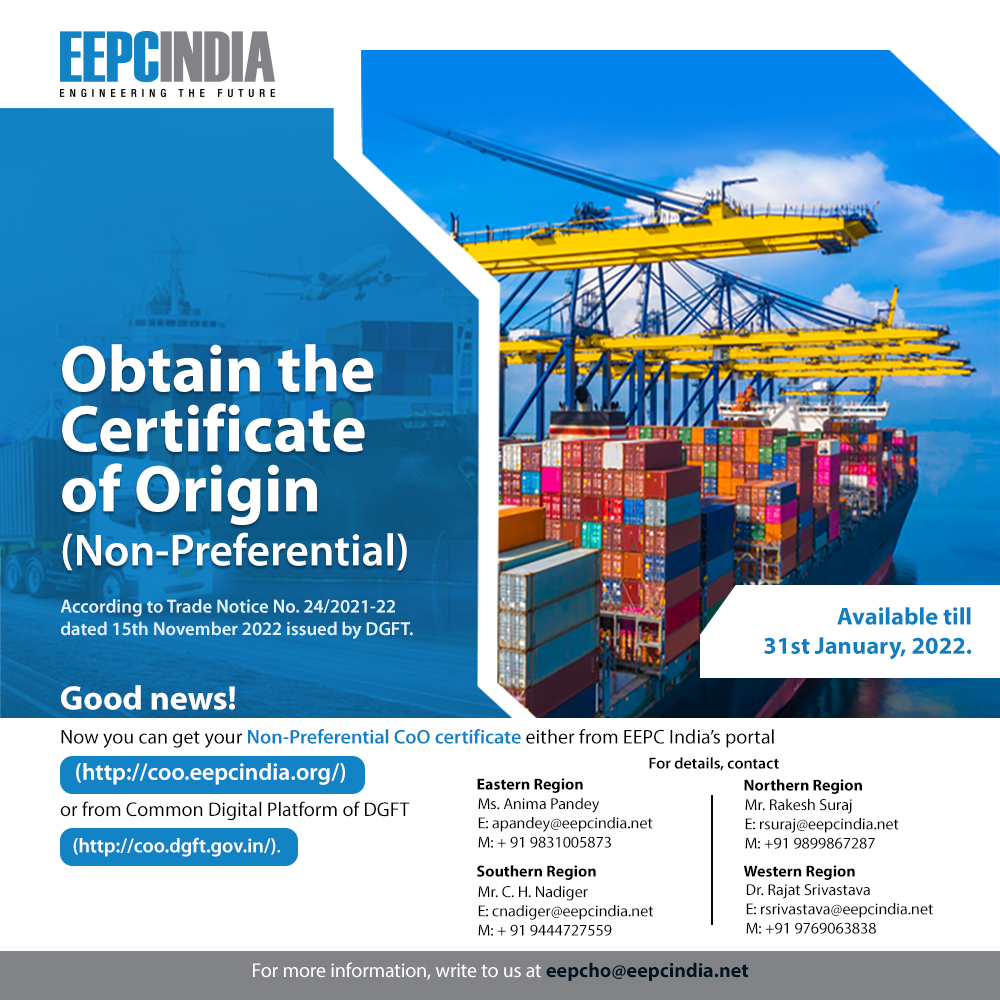 EEPCINDIA
ENGINEERING THE FUTURE
Obtain the
Certificate
of Origin
(Non-Preferential)
According to Trade Notice No. 24/2021-22
dated 15th November 2022 issued by DGFT.
Available till
31st January, 2022.
Good news!
Now you can get your Non-Preferential CoO certificate either from EEPC India's portal
(http://coo.eepcindia.org/)
or from Common Digital Platform of DGFT
(http://coo.dgft.gov.in/).
For details, contact
Eastern Region
Ms. Anima Pandey
E: apandey@eepcindia.net
M: + 91 9831005873
Southern Region
Mr. C. H. Nadiger
E: cnadiger@eepcindia.net
M: + 91 9444727559
Northern Region
Mr. Rakesh Suraj
E: rsuraj@eepcindia.net
M: +91 9899867287
Western Region
Dr. Rajat Srivastava
E: rsrivastava@eepcindia.net
M: +91 9769063838
For more information, write to us at eepcho@eepcindia.net